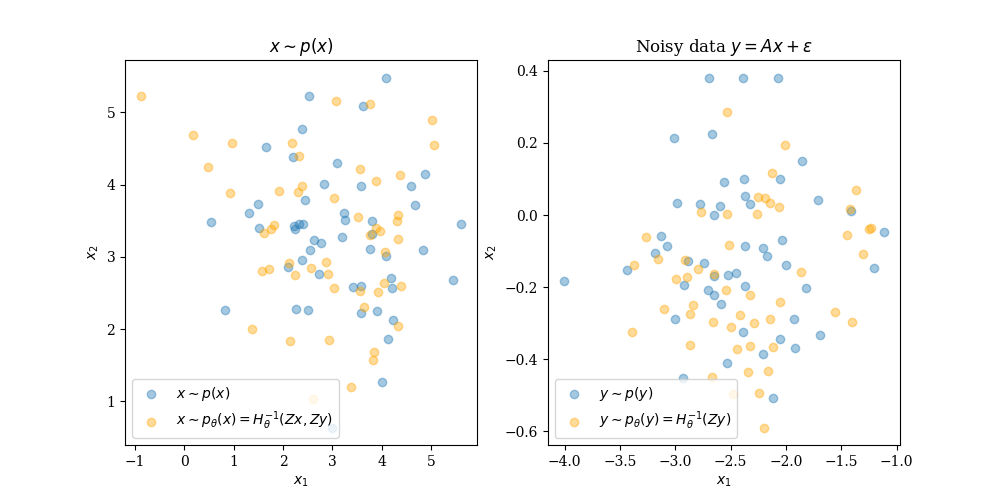 x ~ p(x)
5
4
3
2
1
x₂
−1
0
1
2
3
4
5
x₁
x ~ p(x)
x ~ pθ(x) = Hθ⁻¹(Zx, Zy)
Noisy data y = Ax + ε
0.4
0.2
0.0
−0.2
−0.4
−0.6
x₂
−4.0
−3.5
−3.0
−2.5
−2.0
−1.5
−1.0
x₁
y ~ p(y)
y ~ pθ(y) = Hθ⁻¹(Zy)